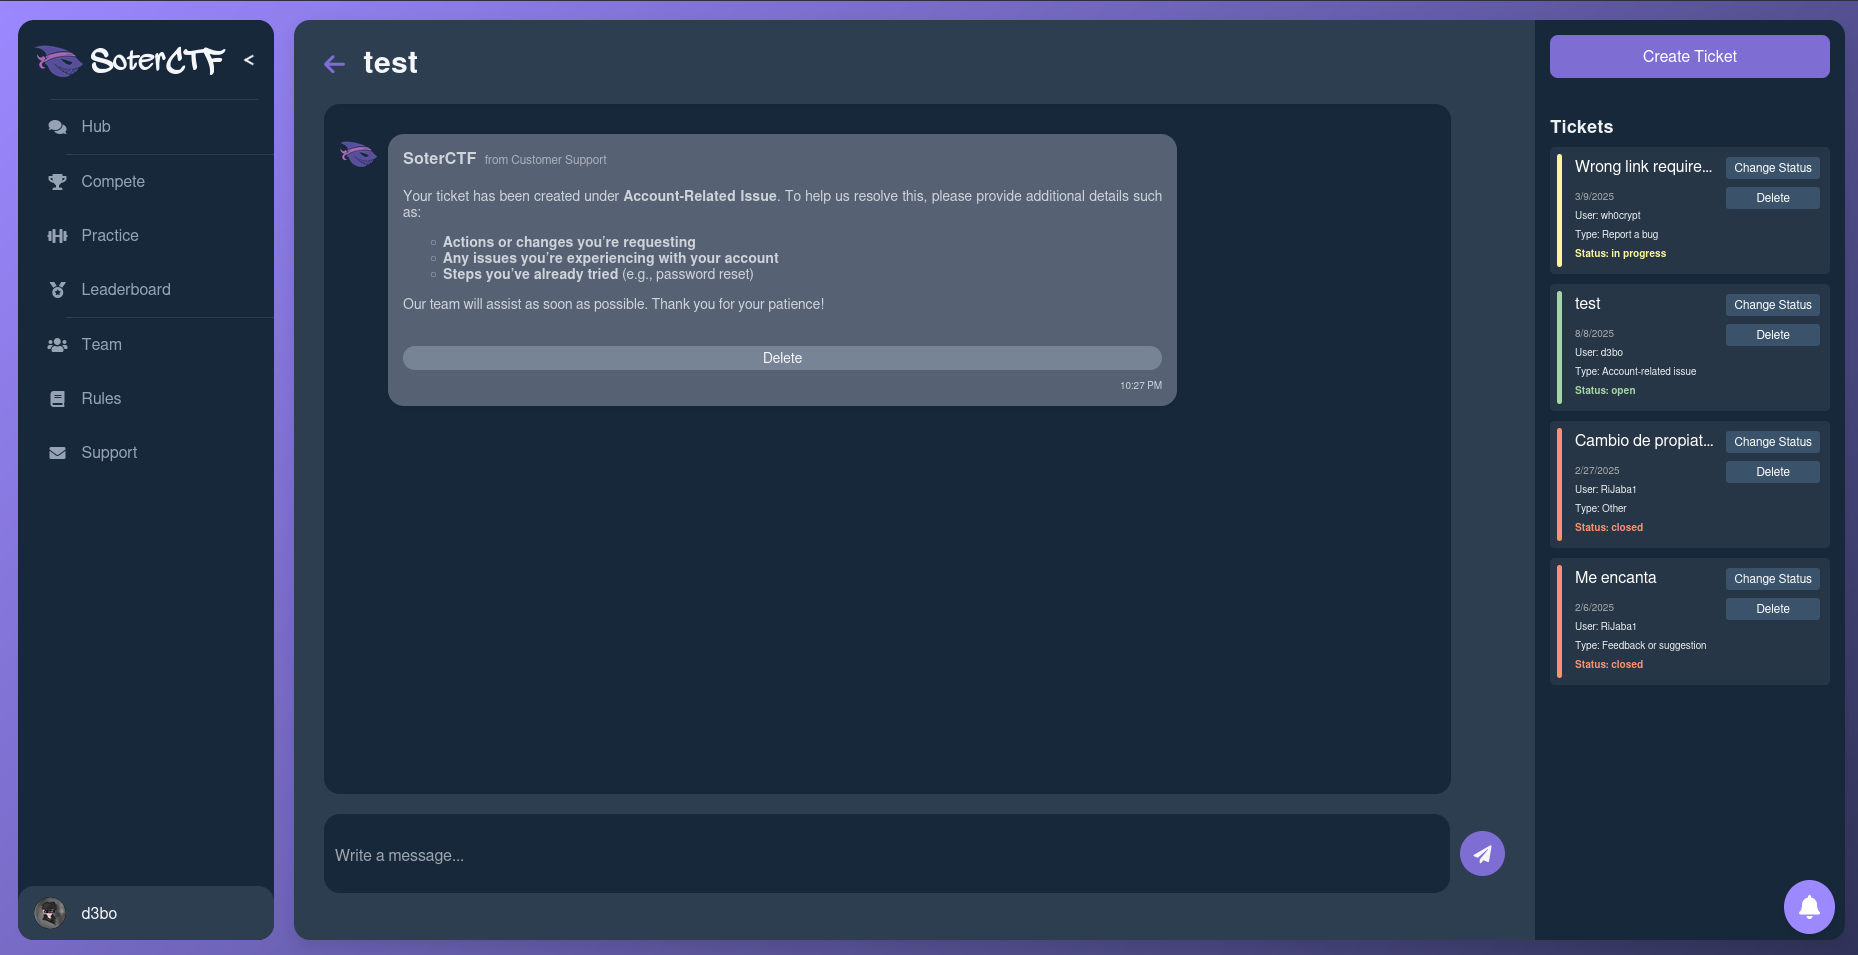 SoterCTF <
Hub
Compete
Practice
Leaderboard
Team
Rules
Support
d3bo
test
SoterCTF from Customer Support
Your ticket has been created under Account-Related Issue. To help us resolve this, please provide additional details such
as:
Actions or changes you're requesting
Any issues you're experiencing with your account
Steps you've already tried (e.g., password reset)
Our team will assist as soon as possible. Thank you for your patience!
Delete
10:27 PM
Write a message...
Create Ticket
Tickets
Wrong link require... Change Status
3/9/2025 Delete
User: wh0crypt
Type: Report a bug
Status: in progress
test Change Status
8/8/2025 Delete
User: d3bo
Type: Account-related issue
Status: open
Cambio de propiat... Change Status
2/27/2025 Delete
User: RiJaba1
Type: Other
Status: closed
Me encanta Change Status
2/6/2025 Delete
User: RiJaba1
Type: Feedback or suggestion
Status: closed